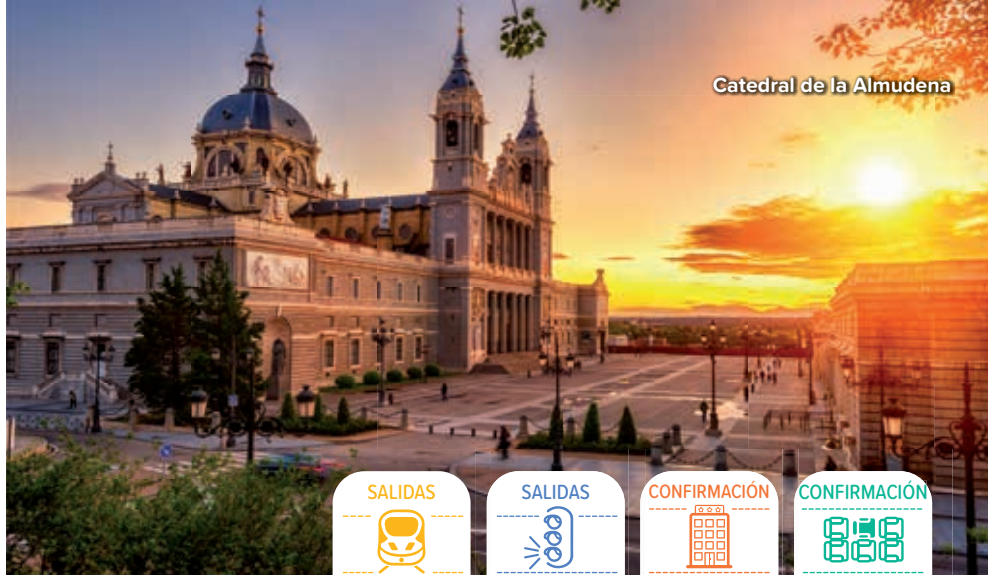 Catedral de la Almudena
SALIDAS
SALIDAS
CONFIRMACIÓN
CONFIRMACIÓN